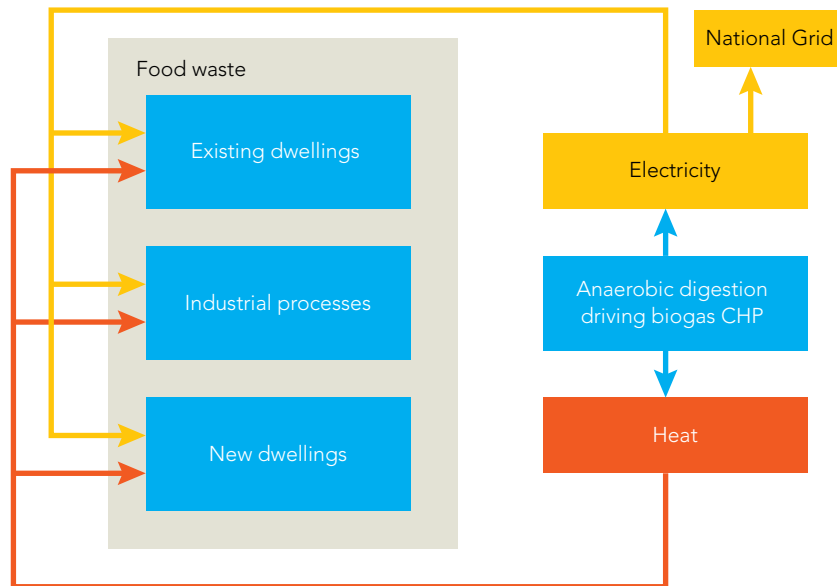 National Grid
Food waste
Existing dwellings
Electricity
Industrial processes
Anaerobic digestion
driving biogas CHP
Heat
New dwellings